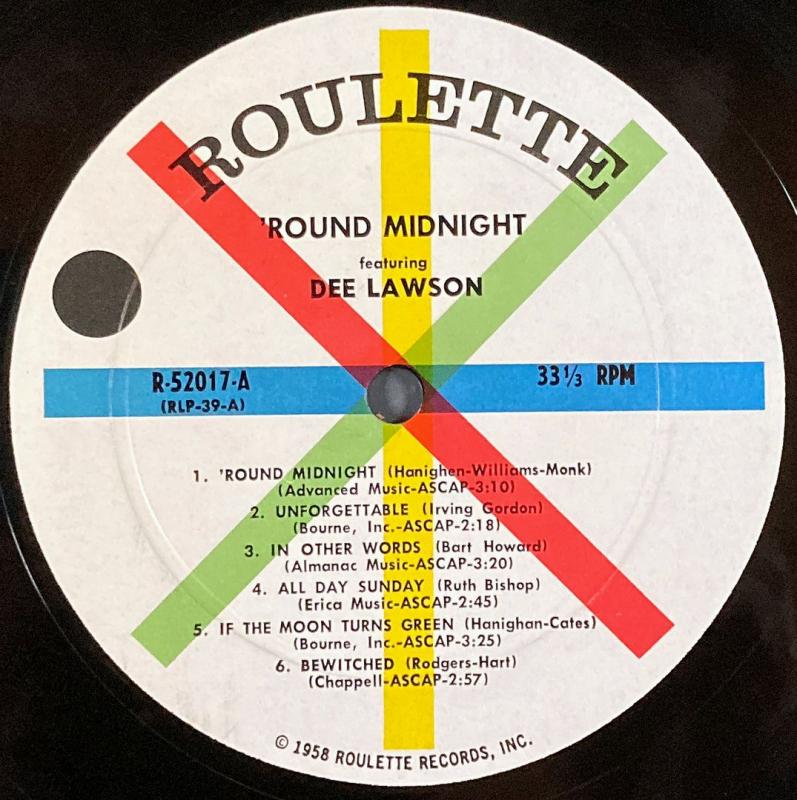 ROULETTE
'ROUND MIDNIGHT
featuring
DEE LAWSON
R-52017-A
(RLP-39-A)
33⅓ RPM
1. 'ROUND MIDNIGHT (Hanighen-Williams-Monk)
(Advanced Music-ASCAP-3:10)
2. UNFORGETTABLE (Irving Gordon)
(Bourne, Inc.-ASCAP-2:18)
3. IN OTHER WORDS (Bart Howard)
(Almanac Music-ASCAP-3:20)
4. ALL DAY SUNDAY (Ruth Bishop)
(Erica Music-ASCAP-2:45)
5. IF THE MOON TURNS GREEN (Hanighan-Cates)
(Bourne, Inc.-ASCAP-3:25)
6. BEWITCHED (Rodgers-Hart)
(Chappell-ASCAP-2:57)
© 1958 ROULETTE RECORDS, INC.